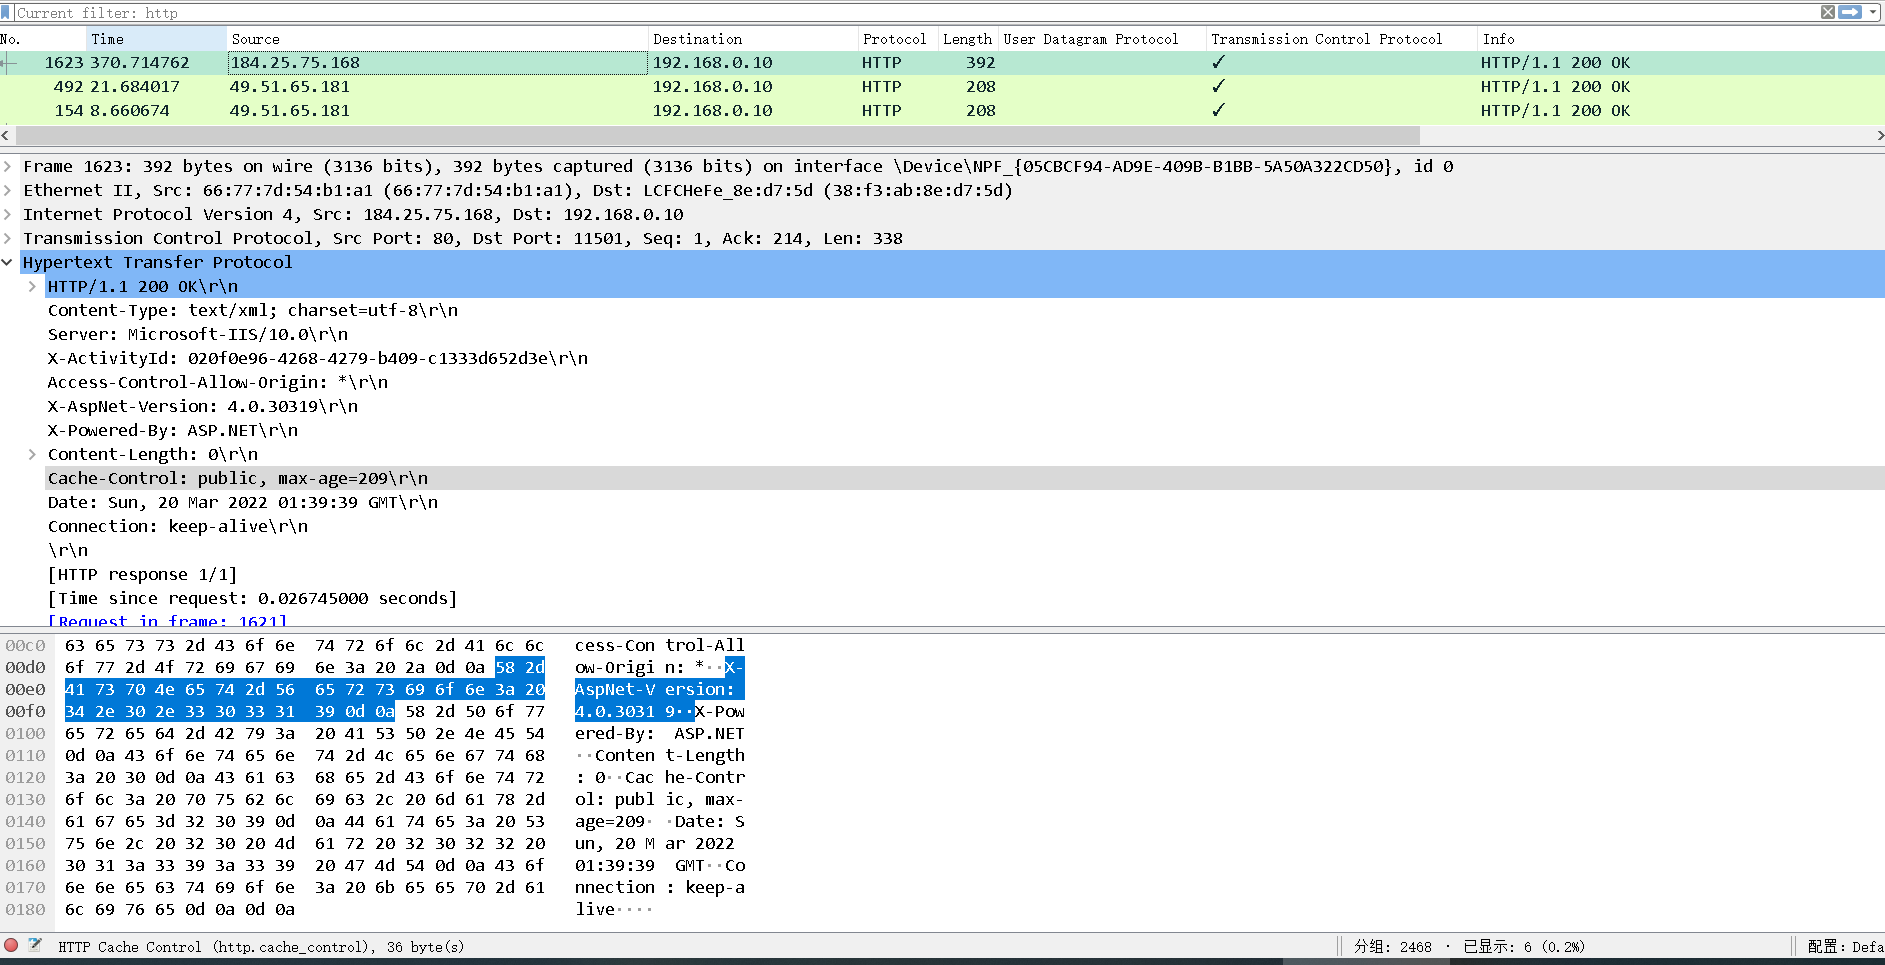 Current filter: http
No. Time Source Destination Protocol Length User Datagram Protocol Transmission Control Protocol Info
1623 370.714762 184.25.75.168 192.168.0.10 HTTP 392 ✓ HTTP/1.1 200 OK
492 21.684017 49.51.65.181 192.168.0.10 HTTP 208 ✓ HTTP/1.1 200 OK
154 8.660674 49.51.65.181 192.168.0.10 HTTP 208 ✓ HTTP/1.1 200 OK
Frame 1623: 392 bytes on wire (3136 bits), 392 bytes captured (3136 bits) on interface \Device\NPF_{05CBCF94-AD9E-409B-B1BB-5A50A322CD50}, id 0
Ethernet II, Src: 66:77:7d:54:b1:a1 (66:77:7d:54:b1:a1), Dst: LCFCHeFe_8e:d7:5d (38:f3:ab:8e:d7:5d)
Internet Protocol Version 4, Src: 184.25.75.168, Dst: 192.168.0.10
Transmission Control Protocol, Src Port: 80, Dst Port: 11501, Seq: 1, Ack: 214, Len: 338
Hypertext Transfer Protocol
HTTP/1.1 200 OK\r\n
Content-Type: text/xml; charset=utf-8\r\n
Server: Microsoft-IIS/10.0\r\n
X-ActivityId: 020f0e96-4268-4279-b409-c1333d652d3e\r\n
Access-Control-Allow-Origin: *\r\n
X-AspNet-Version: 4.0.30319\r\n
X-Powered-By: ASP.NET\r\n
Content-Length: 0\r\n
Cache-Control: public, max-age=209\r\n
Date: Sun, 20 Mar 2022 01:39:39 GMT\r\n
Connection: keep-alive\r\n
\r\n
[HTTP response 1/1]
[Time since request: 0.026745000 seconds]
[Request in frame: 1621]
00c0 63 65 73 73 2d 43 6f 6e 74 72 6f 6c 2d 41 6c 6c cess-Con trol-All
00d0 6f 77 2d 4f 72 69 67 69 6e 3a 20 2a 0d 0a 58 2d ow-Origi n: *··X-
00e0 41 73 70 4e 65 74 2d 56 65 72 73 69 6f 6e 3a 20 AspNet-V ersion:
00f0 34 2e 30 2e 33 30 33 31 39 0d 0a 58 2d 50 6f 77 4.0.3031 9··X-Pow
0100 65 72 65 64 2d 42 79 3a 20 41 53 50 2e 4e 45 54 ered-By: ASP.NET
0110 0d 0a 43 6f 6e 74 65 6e 74 2d 4c 65 6e 67 74 68 ··Conten t-Length
0120 3a 20 30 0d 0a 43 61 63 68 65 2d 43 6f 6e 74 72 : 0··Cac he-Contr
0130 6f 6c 3a 20 70 75 62 6c 69 63 2c 20 6d 61 78 2d ol: publ ic, max-
0140 61 67 65 3d 32 30 39 0d 0a 44 61 74 65 3a 20 53 age=209· ·Date: S
0150 75 6e 2c 20 32 30 20 4d 61 72 20 32 30 32 32 20 un, 20 M ar 2022
0160 30 31 3a 33 39 3a 33 39 20 47 4d 54 0d 0a 43 6f 01:39:39 GMT··Co
0170 6e 6e 65 63 74 69 6f 6e 3a 20 6b 65 65 70 2d 61 nnection : keep-a
0180 6c 69 76 65 0d 0a 0d 0a live····
HTTP Cache Control (http.cache_control), 36 byte(s) 分组: 2468 · 已显示: 6 (0.2%) 配置: Defa